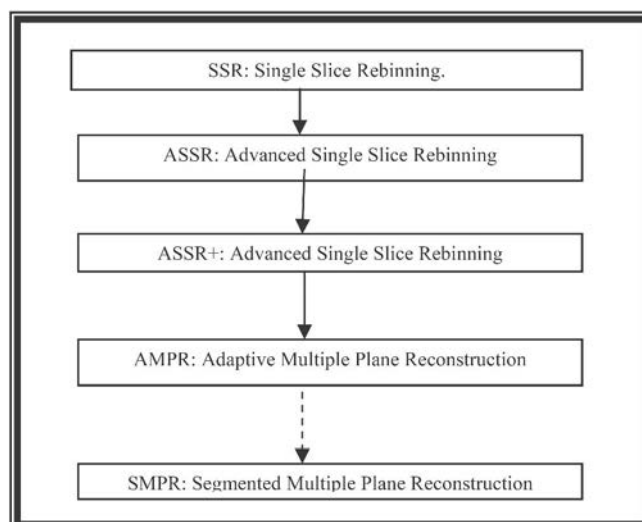 SSR: Single Slice Rebinning.
ASSR: Advanced Single Slice Rebinning
ASSR+: Advanced Single Slice Rebinning
AMPR: Adaptive Multiple Plane Reconstruction
SMPR: Segmented Multiple Plane Reconstruction